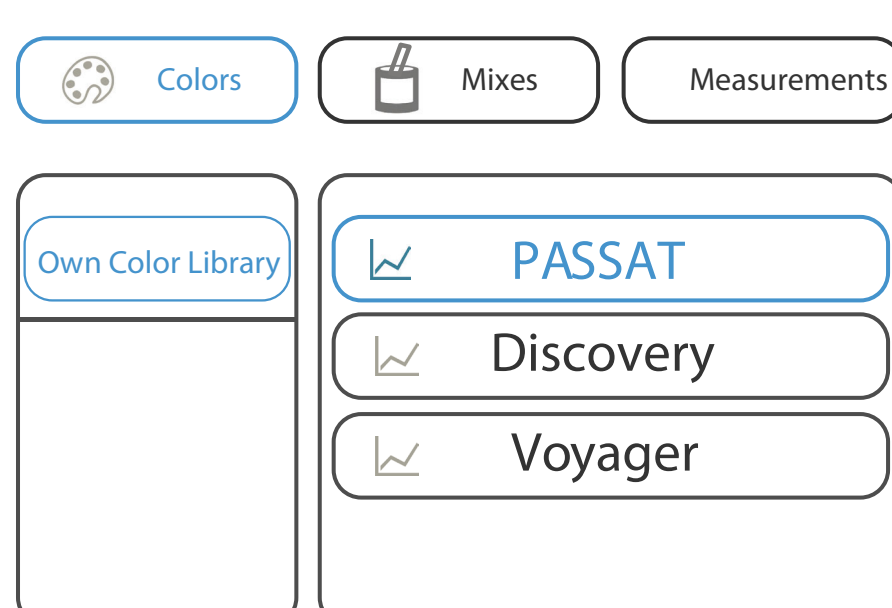 Colors
Mixes
Measurements
Own Color Library
PASSAT
Discovery
Voyager